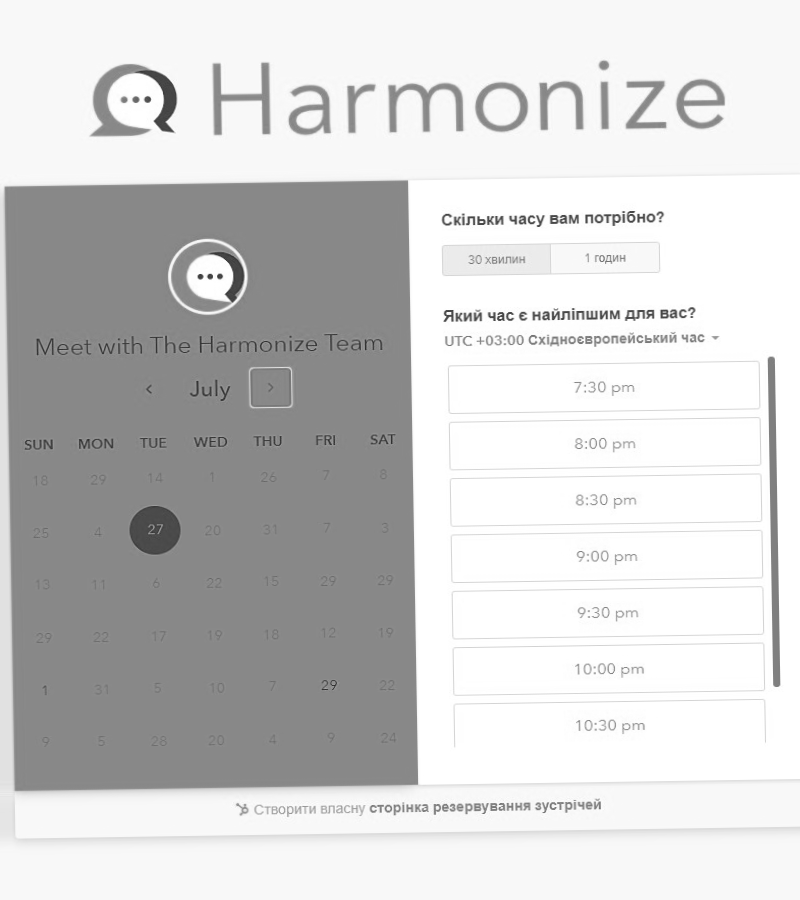 Harmonize
Meet with The Harmonize Team
July
SUN MON TUE WED THU FRI SAT
18 29 14 1 26 7 8
25 4 27 20 31 7 3
13 11 6 22 15 29 29
29 22 17 19 18 12 19
1 31 5 10 7 29 22
9 5 28 20 4 9 24
Скільки часу вам потрібно?
30 хвилин 1 годин
Який час є найліпшим для вас?
UTC +03:00 Східноєвропейський час
7:30 pm
8:00 pm
8:30 pm
9:00 pm
9:30 pm
10:00 pm
10:30 pm
Створити власну сторінка резервування зустрічей